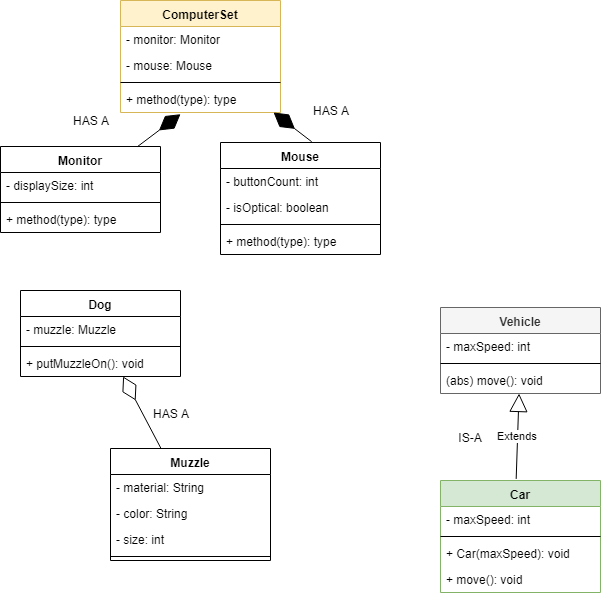 ComputerSet
- monitor: Monitor
- mouse: Mouse
+ method(type): type
HAS A
HAS A
Monitor
- displaySize: int
+ method(type): type
Mouse
- buttonCount: int
- isOptical: boolean
+ method(type): type
Dog
- muzzle: Muzzle
+ putMuzzleOn(): void
HAS A
Muzzle
- material: String
- color: String
- size: int
Vehicle
- maxSpeed: int
(abs) move(): void
IS-A
Extends
Car
- maxSpeed: int
+ Car(maxSpeed): void
+ move(): void